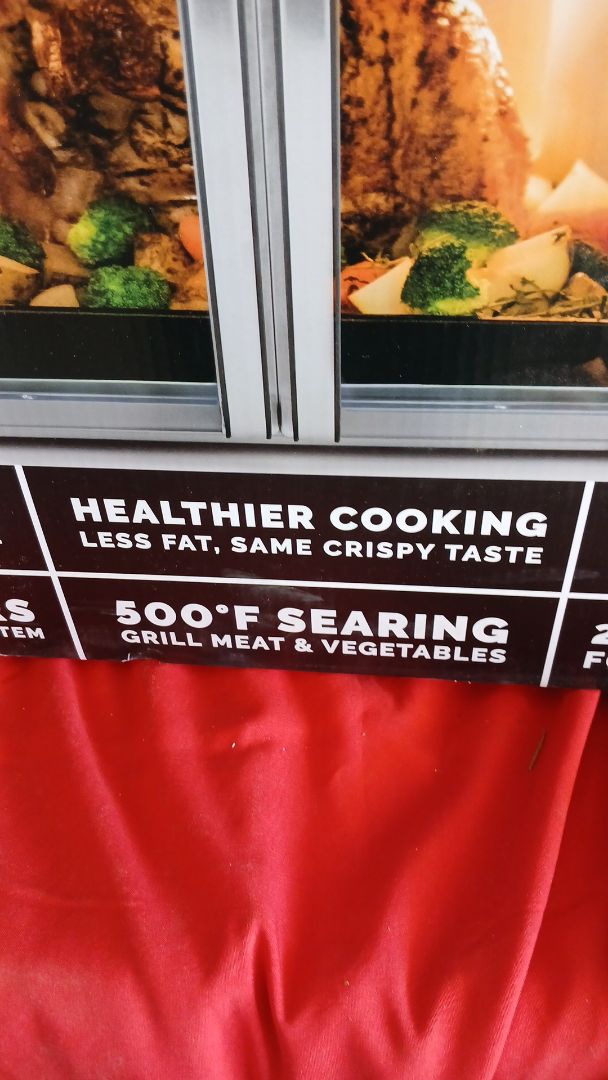 HEALTHIER COOKING
LESS FAT, SAME CRISPY TASTE
500°F SEARING
GRILL MEAT & VEGETABLES